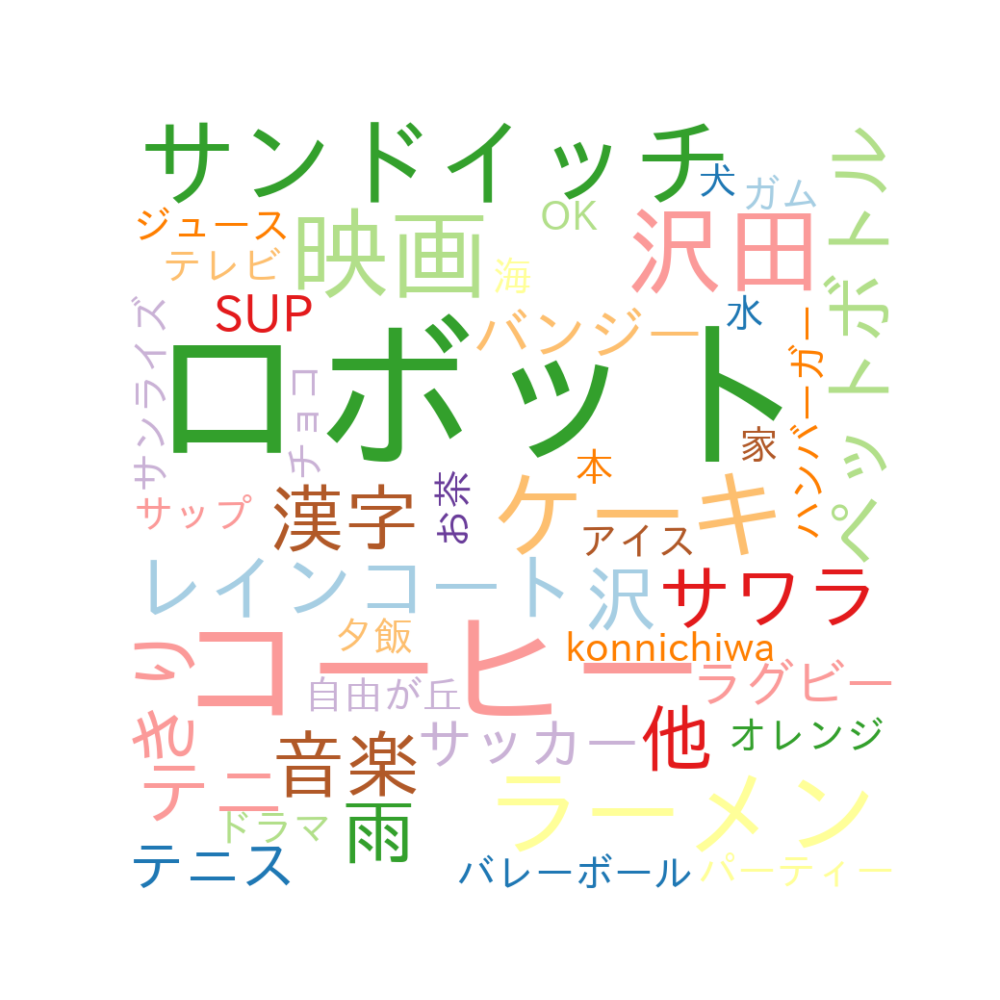 サンドイッチ
犬
ガム
ペットボトル
ジュース
映画
OK
沢田
テレビ
海
サンライズ
SUP
バンジー
水
ロボット
チョコ
ハンバーガー
家
本
サップ
漢字
お茶
ケーキ
アイス
レインコート
沢
サワラ
きり
コーヒー
夕飯
konnichiwa
自由が丘
ラグビー
サッカー
他
オレンジ
テニ
音楽
ラーメン
ドラマ
雨
テニス
バレーボール
パーティー